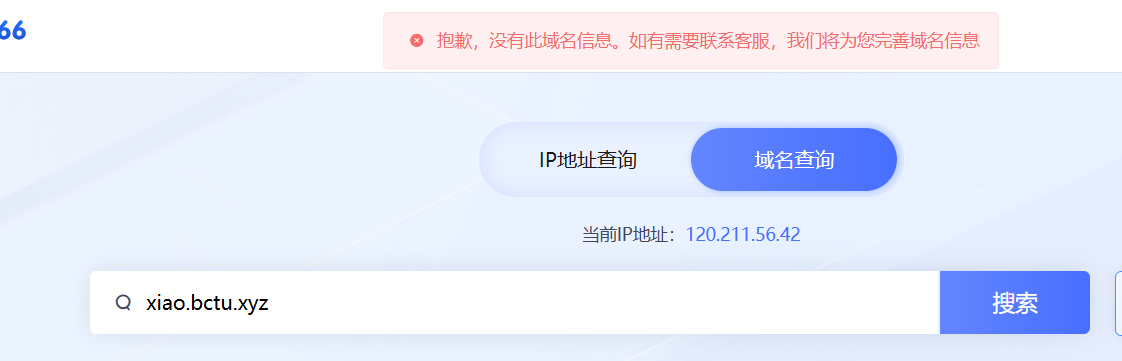 66
抱歉，没有此域名信息。如有需要联系客服，我们将为您完善域名信息
IP地址查询
域名查询
当前IP地址：120.211.56.42
xiao.bctu.xyz
搜索